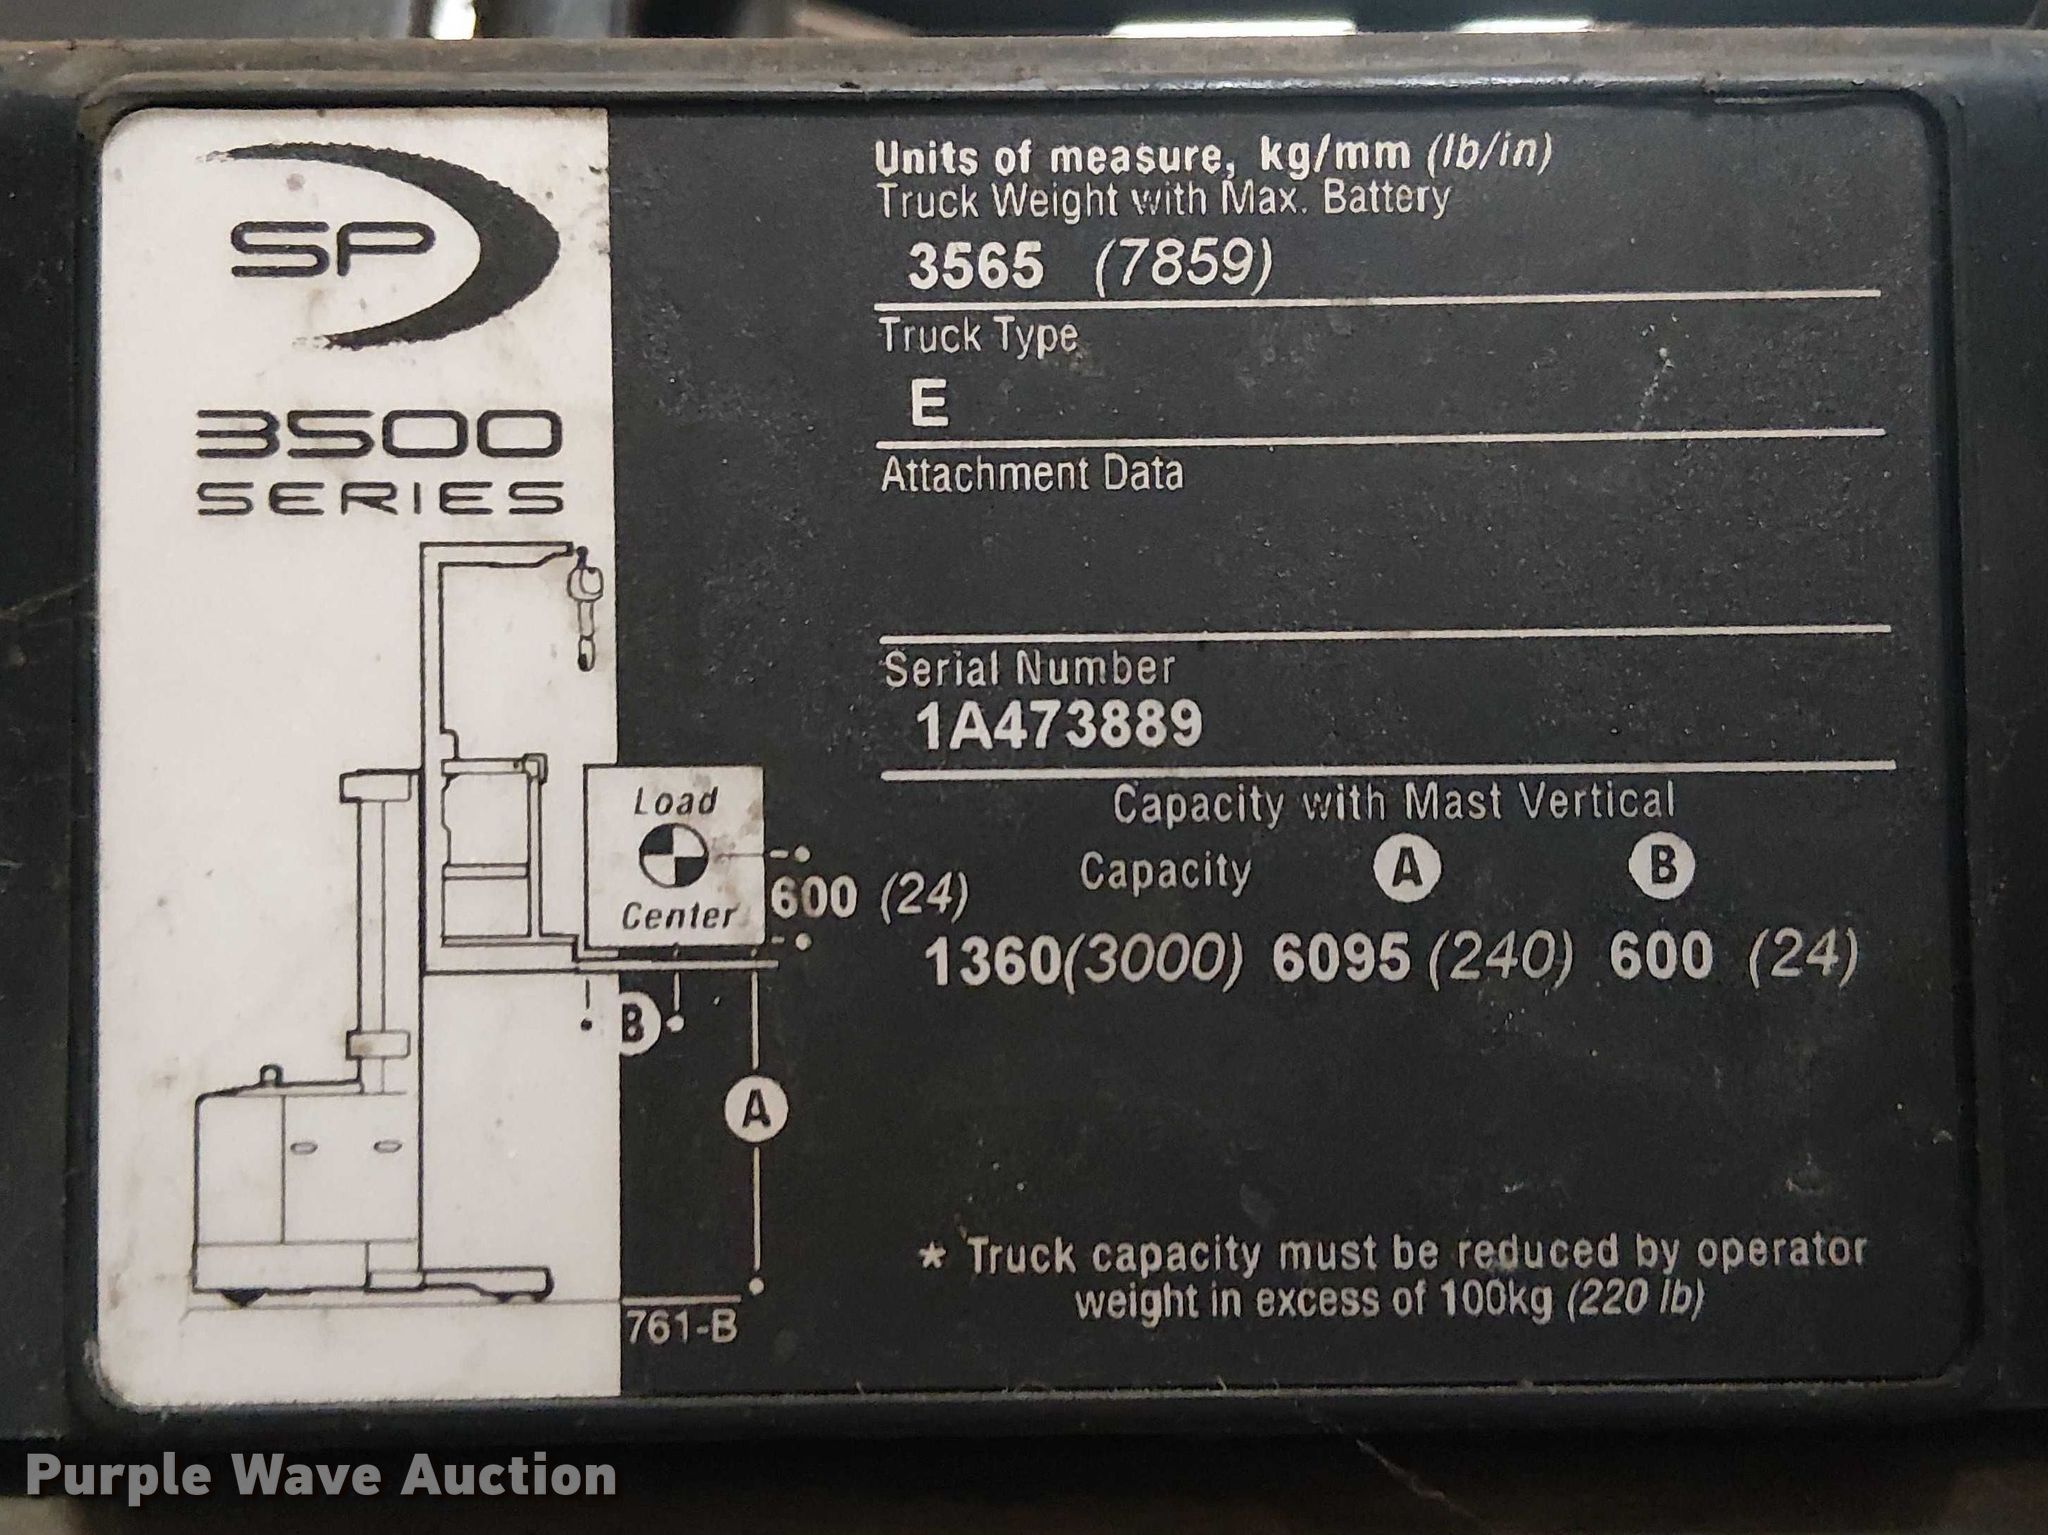 SP
3500
SERIES
Load
Center
600 (24)
B
A
761-B
Units of measure, kg/mm (lb/in)
Truck Weight with Max. Battery
3565 (7859)
Truck Type
E
Attachment Data
Serial Number
1A473889
Capacity with Mast Vertical
Capacity A B
1360(3000) 6095 (240) 600 (24)
* Truck capacity must be reduced by operator
weight in excess of 100kg (220 lb)
Purple Wave Auction